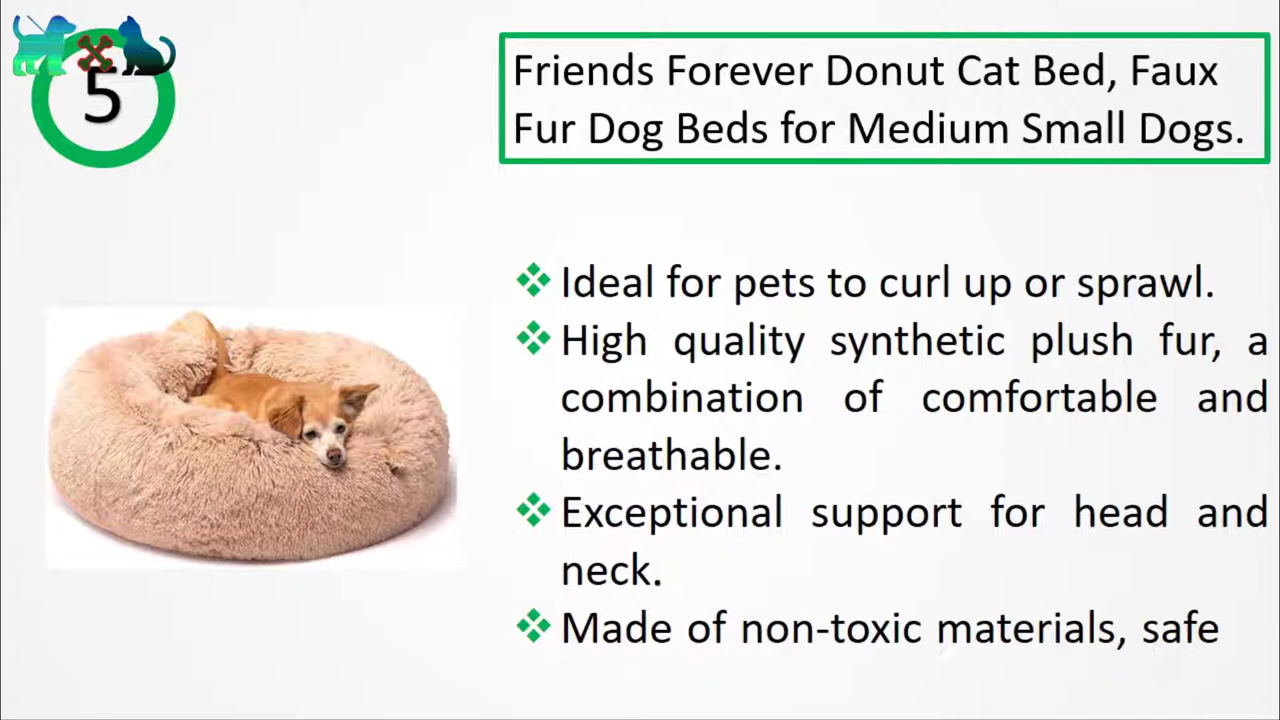 5
Friends Forever Donut Cat Bed, Faux
Fur Dog Beds for Medium Small Dogs.
Ideal for pets to curl up or sprawl.
High quality synthetic plush fur, a
combination of comfortable and
breathable.
Exceptional support for head and
neck.
Made of non-toxic materials, safe